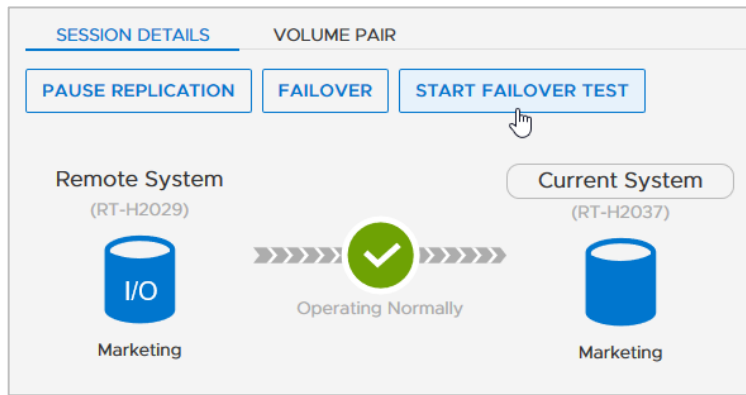 SESSION DETAILS
VOLUME PAIR
PAUSE REPLICATION
FAILOVER
START FAILOVER TEST
Remote System
(RT-H2029)
Current System
(RT-H2037)
I/O
Operating Normally
Marketing
Marketing